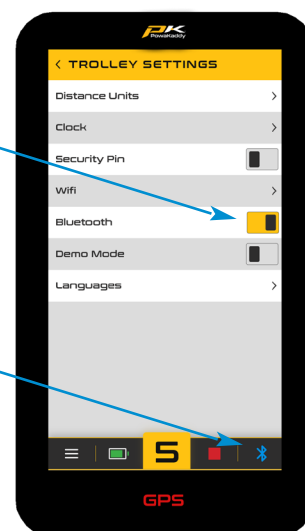 PK
PowaKaddy
< TROLLEY SETTINGS
Distance Units >
Clock >
Security Pin
Wifi >
Bluetooth
Demo Mode
Languages >
5
GPS